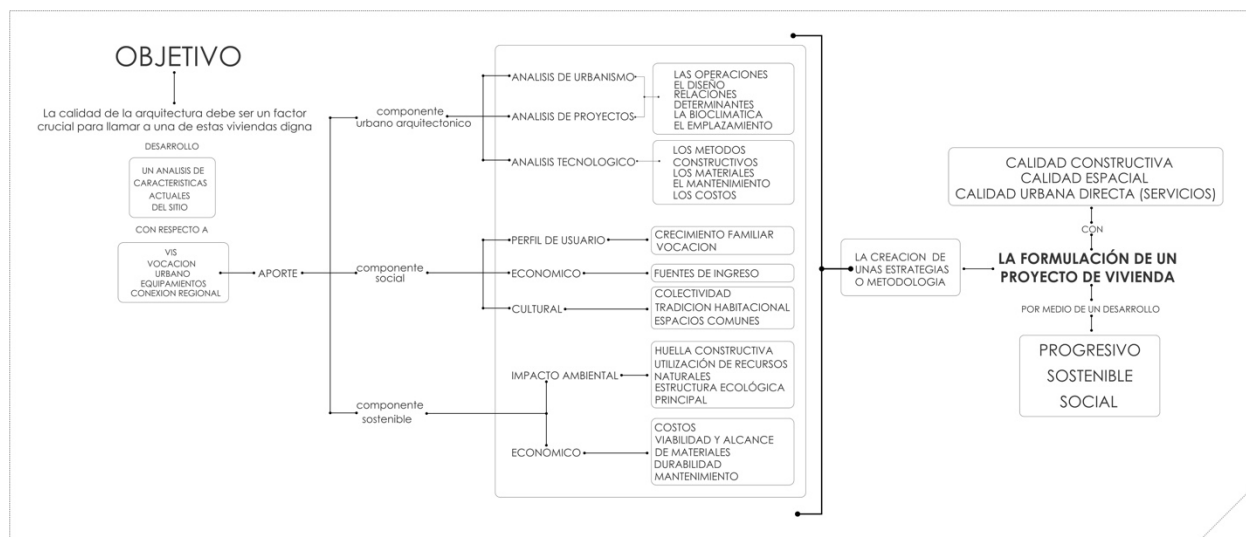 OBJETIVO
La calidad de la arquitectura debe ser un factor
crucial para llamar a una de estas viviendas digna
DESARROLLO
UN ANALISIS DE
CARACTERISTICAS
ACTUALES
DEL SITIO
CON RESPECTO A
VIS
VOCACION
URBANO
EQUIPAMIENTOS
CONEXION REGIONAL
APORTE
componente
urbano arquitectonico
ANALISIS DE URBANISMO
ANALISIS DE PROYECTOS
LAS OPERACIONES
EL DISEÑO
RELACIONES
DETERMINANTES
LA BIOCLIMATICA
EL EMPLAZAMIENTO
ANALISIS TECNOLOGICO
LOS METODOS
CONSTRUCTIVOS
LOS MATERIALES
EL MANTENIMIENTO
LOS COSTOS
componente
social
PERFIL DE USUARIO
CRECIMIENTO FAMILIAR
VOCACION
ECONOMICO
FUENTES DE INGRESO
CULTURAL
COLECTIVIDAD
TRADICION HABITACIONAL
ESPACIOS COMUNES
componente
sostenible
IMPACTO AMBIENTAL
HUELLA CONSTRUCTIVA
UTILIZACIÓN DE RECURSOS
NATURALES
ESTRUCTURA ECOLÓGICA
PRINCIPAL
ECONÓMICO
COSTOS
VIABILIDAD Y ALCANCE
DE MATERIALES
DURABILIDAD
MANTENIMIENTO
LA CREACION DE
UNAS ESTRATEGIAS
O METODOLOGIA
CALIDAD CONSTRUCTIVA
CALIDAD ESPACIAL
CALIDAD URBANA DIRECTA (SERVICIOS)
CON
LA FORMULACIÓN DE UN
PROYECTO DE VIVIENDA
POR MEDIO DE UN DESARROLLO
PROGRESIVO
SOSTENIBLE
SOCIAL